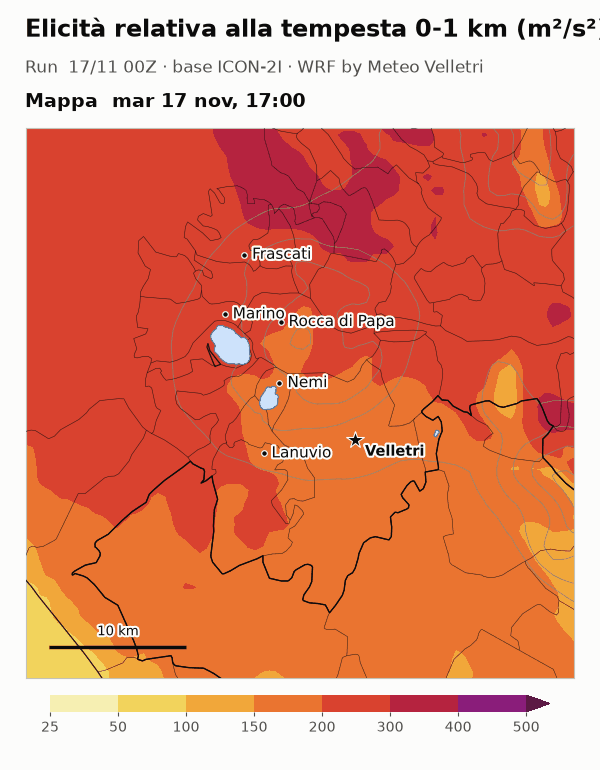 Elicità relativa alla tempesta 0-1 km (m²/s²)
Run 17/11 00Z · base ICON-2I · WRF by Meteo Velletri
Mappa mar 17 nov, 17:00
Frascati
Marino
Rocca di Papa
Nemi
Velletri
Lanuvio
10 km
25 50 100 150 200 300 400 500